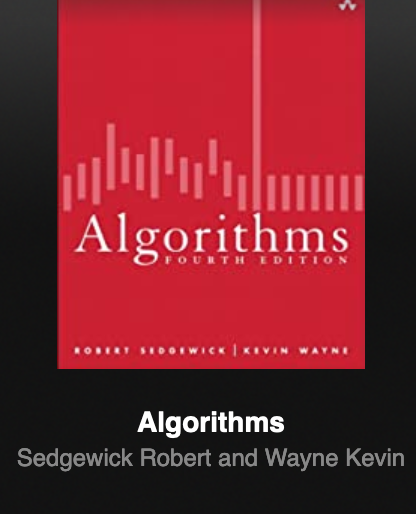 Algorithms
FOURTH EDITION
ROBERT SEDGEWICK | KEVIN WAYNE
Algorithms
Sedgewick Robert and Wayne Kevin